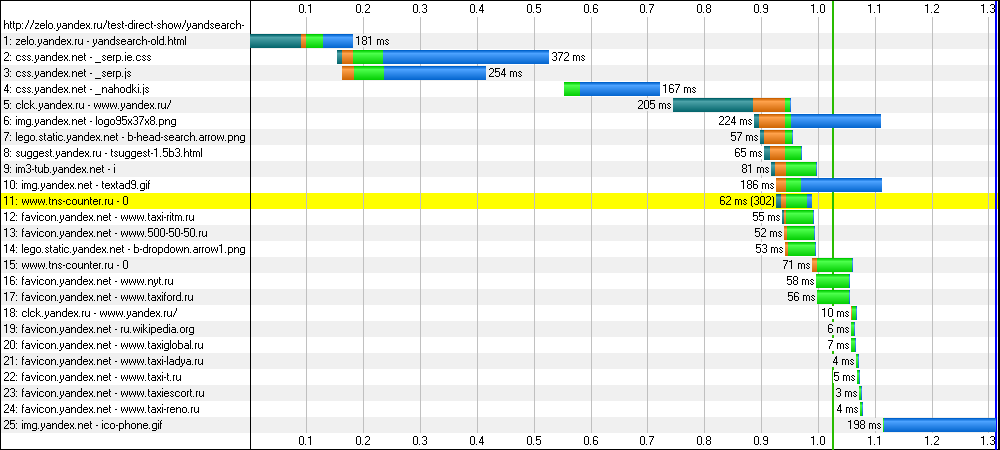 0.1 0.2 0.3 0.4 0.5 0.6 0.7 0.8 0.9 1.0 1.1 1.2 1.3
http://zelo.yandex.ru/test-direct-show/yandsearch-
1: zelo.yandex.ru - yandsearch-old.html 181 ms
2: css.yandex.net - _serp.ie.css 372 ms
3: css.yandex.net - _serp.js 254 ms
4: css.yandex.net - _nahodki.js 167 ms
5: clck.yandex.ru - www.yandex.ru/ 205 ms
6: img.yandex.net - logo95x37x8.png 224 ms
7: lego.static.yandex.net - b-head-search.arrow.png 57 ms
8: suggest.yandex.ru - tsuggest-1.5b3.html 65 ms
9: im3-tub.yandex.net - i 81 ms
10: img.yandex.net - textad9.gif 186 ms
11: www.tns-counter.ru - 0 62 ms (302)
12: favicon.yandex.net - www.taxi-ritm.ru 55 ms
13: favicon.yandex.net - www.500-50-50.ru 52 ms
14: lego.static.yandex.net - b-dropdown.arrow1.png 53 ms
15: www.tns-counter.ru - 0 71 ms
16: favicon.yandex.net - www.nyt.ru 58 ms
17: favicon.yandex.net - www.taxiford.ru 56 ms
18: clck.yandex.ru - www.yandex.ru/ 10 ms
19: favicon.yandex.net - ru.wikipedia.org 6 ms
20: favicon.yandex.net - www.taxiglobal.ru 7 ms
21: favicon.yandex.net - www.taxi-ladya.ru 4 ms
22: favicon.yandex.net - www.taxi-t.ru 5 ms
23: favicon.yandex.net - www.taxiescort.ru 3 ms
24: favicon.yandex.net - www.taxi-reno.ru 4 ms
25: img.yandex.net - ico-phone.gif 198 ms
0.1 0.2 0.3 0.4 0.5 0.6 0.7 0.8 0.9 1.0 1.1 1.2 1.3